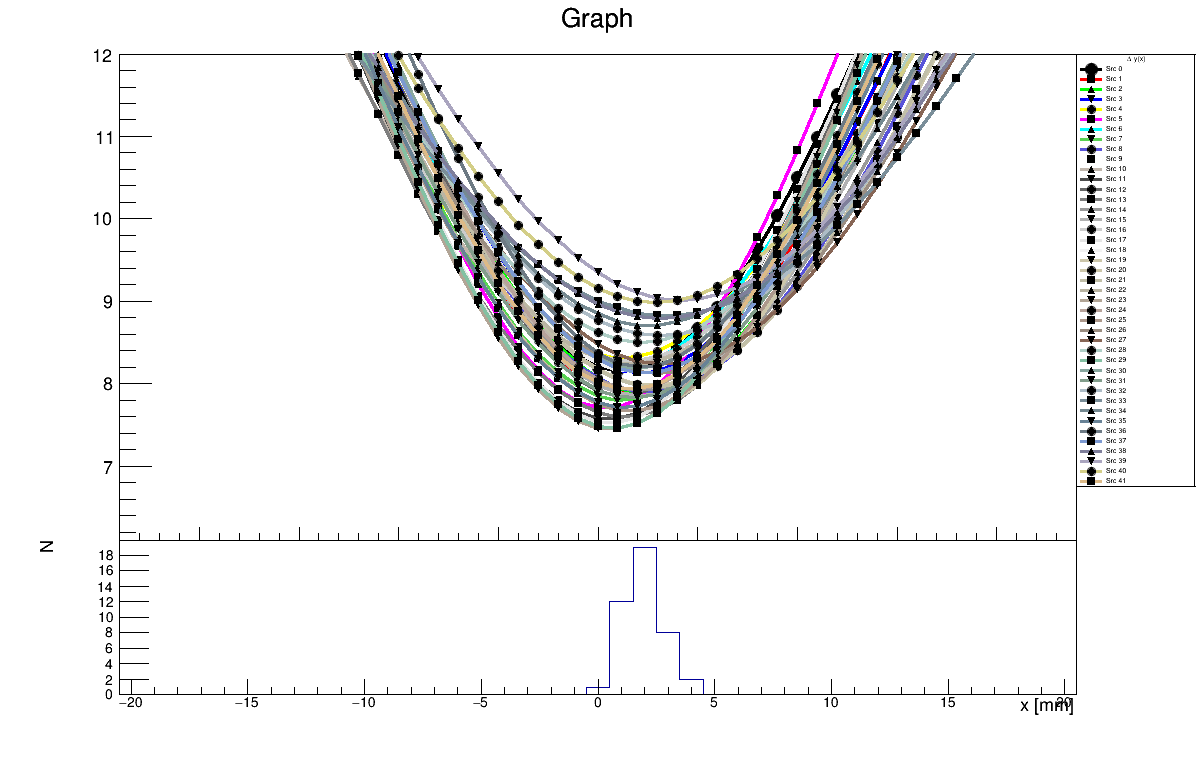 Graph
12
11
10
9
8
7
N
18
16
14
12
10
8
6
4
2
0
−20
−15
−10
−5
0
5
10
15
20
x [mm]
Δ y(x)
Src 0
Src 1
Src 2
Src 3
Src 4
Src 5
Src 6
Src 7
Src 8
Src 9
Src 10
Src 11
Src 12
Src 13
Src 14
Src 15
Src 16
Src 17
Src 18
Src 19
Src 20
Src 21
Src 22
Src 23
Src 24
Src 25
Src 26
Src 27
Src 28
Src 29
Src 30
Src 31
Src 32
Src 33
Src 34
Src 35
Src 36
Src 37
Src 38
Src 39
Src 40
Src 41